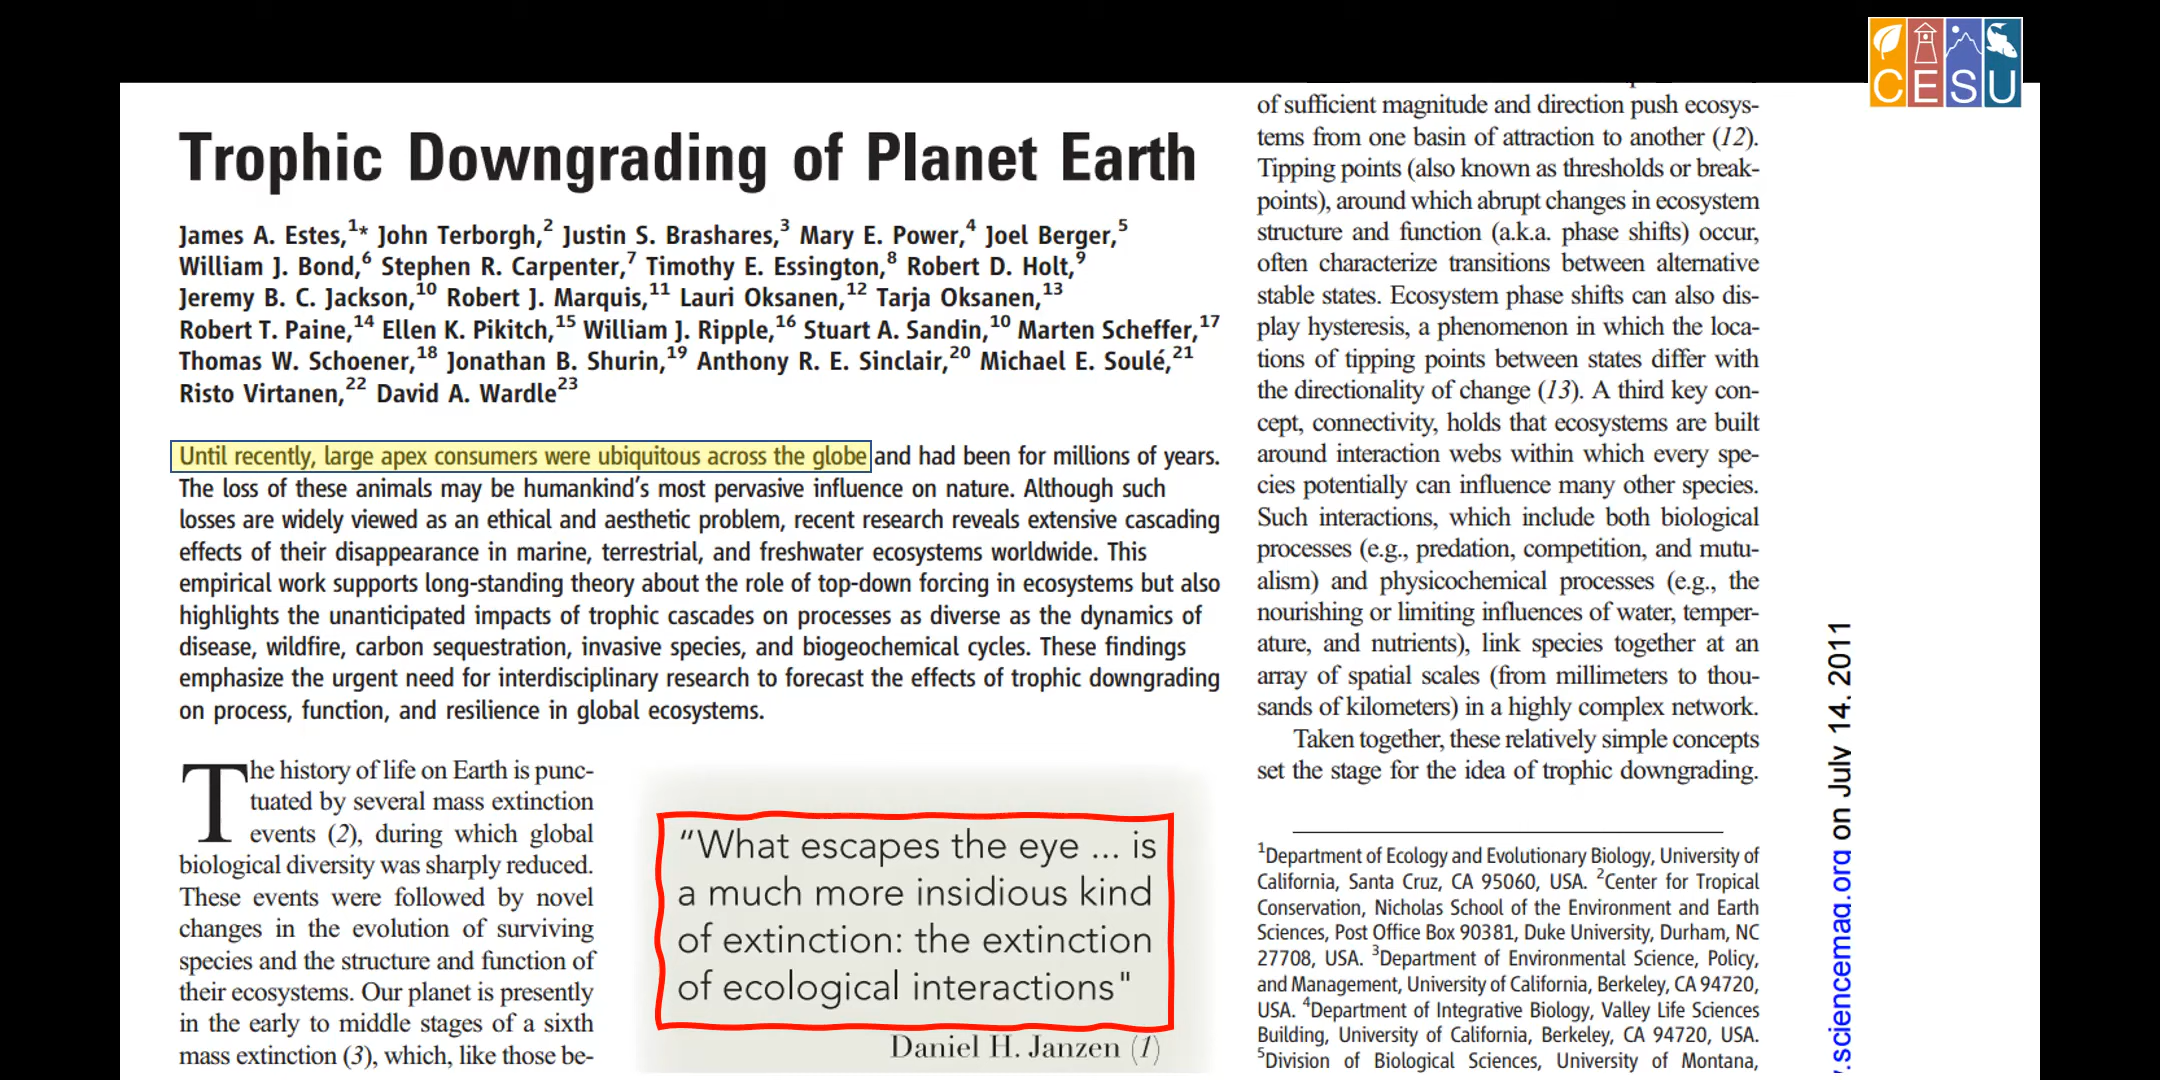 CESU
Trophic Downgrading of Planet Earth
James A. Estes,1* John Terborgh,2 Justin S. Brashares,3 Mary E. Power,4 Joel Berger,5
William J. Bond,6 Stephen R. Carpenter,7 Timothy E. Essington,8 Robert D. Holt,9
Jeremy B. C. Jackson,10 Robert J. Marquis,11 Lauri Oksanen,12 Tarja Oksanen,13
Robert T. Paine,14 Ellen K. Pikitch,15 William J. Ripple,16 Stuart A. Sandin,10 Marten Scheffer,17
Thomas W. Schoener,18 Jonathan B. Shurin,19 Anthony R. E. Sinclair,20 Michael E. Soulé,21
Risto Virtanen,22 David A. Wardle23
Until recently, large apex consumers were ubiquitous across the globe and had been for millions of years.
The loss of these animals may be humankind's most pervasive influence on nature. Although such
losses are widely viewed as an ethical and aesthetic problem, recent research reveals extensive cascading
effects of their disappearance in marine, terrestrial, and freshwater ecosystems worldwide. This
empirical work supports long-standing theory about the role of top-down forcing in ecosystems but also
highlights the unanticipated impacts of trophic cascades on processes as diverse as the dynamics of
disease, wildfire, carbon sequestration, invasive species, and biogeochemical cycles. These findings
emphasize the urgent need for interdisciplinary research to forecast the effects of trophic downgrading
on process, function, and resilience in global ecosystems.
The history of life on Earth is punc-
tuated by several mass extinction
events (2), during which global
biological diversity was sharply reduced.
These events were followed by novel
changes in the evolution of surviving
species and the structure and function of
their ecosystems. Our planet is presently
in the early to middle stages of a sixth
mass extinction (3), which, like those be-
“What escapes the eye ... is
a much more insidious kind
of extinction: the extinction
of ecological interactions"
Daniel H. Janzen (1)
of sufficient magnitude and direction push ecosys-
tems from one basin of attraction to another (12).
Tipping points (also known as thresholds or break-
points), around which abrupt changes in ecosystem
structure and function (a.k.a. phase shifts) occur,
often characterize transitions between alternative
stable states. Ecosystem phase shifts can also dis-
play hysteresis, a phenomenon in which the loca-
tions of tipping points between states differ with
the directionality of change (13). A third key con-
cept, connectivity, holds that ecosystems are built
around interaction webs within which every spe-
cies potentially can influence many other species.
Such interactions, which include both biological
processes (e.g., predation, competition, and mutu-
alism) and physicochemical processes (e.g., the
nourishing or limiting influences of water, temper-
ature, and nutrients), link species together at an
array of spatial scales (from millimeters to thou-
sands of kilometers) in a highly complex network.
Taken together, these relatively simple concepts
set the stage for the idea of trophic downgrading.
1Department of Ecology and Evolutionary Biology, University of
California, Santa Cruz, CA 95060, USA. 2Center for Tropical
Conservation, Nicholas School of the Environment and Earth
Sciences, Post Office Box 90381, Duke University, Durham, NC
27708, USA. 3Department of Environmental Science, Policy,
and Management, University of California, Berkeley, CA 94720,
USA. 4Department of Integrative Biology, Valley Life Sciences
Building, University of California, Berkeley, CA 94720, USA.
5Division of Biological Sciences, University of Montana,
.sciencemag.org on July 14, 2011